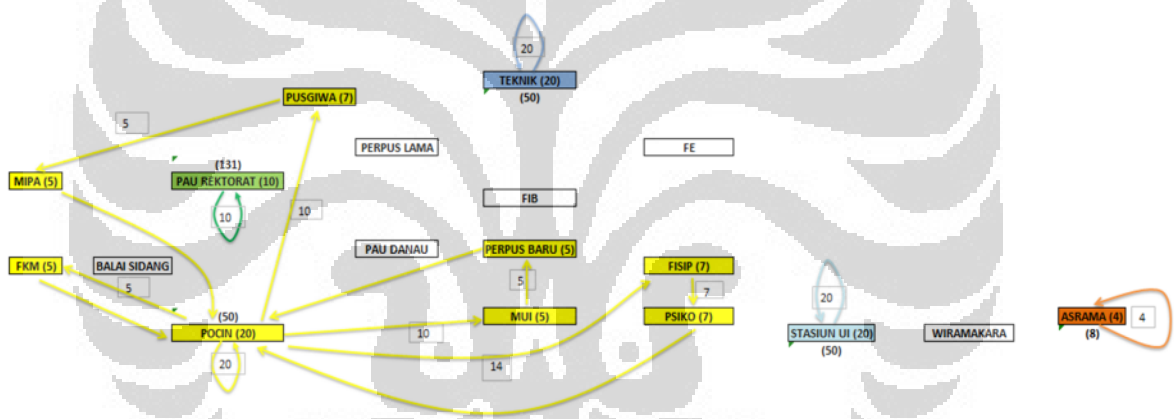 20
TEKNIK (20)
(50)
PUSGIWA (7)
5
PERPUS LAMA
FE
(131)
MIPA (5)
PAU REKTORAT (10)
FIB
10
10
PAU DANAU
PERPUS BARU (5)
FKM (5)
BALAI SIDANG
FISIP (7)
5
5
7
20
(50)
MUI (5)
PSIKO (7)
ASRAMA (4)
4
POCIN (20)
10
STASIUN UI (20)
WIRAMAKARA
(8)
(50)
20
14